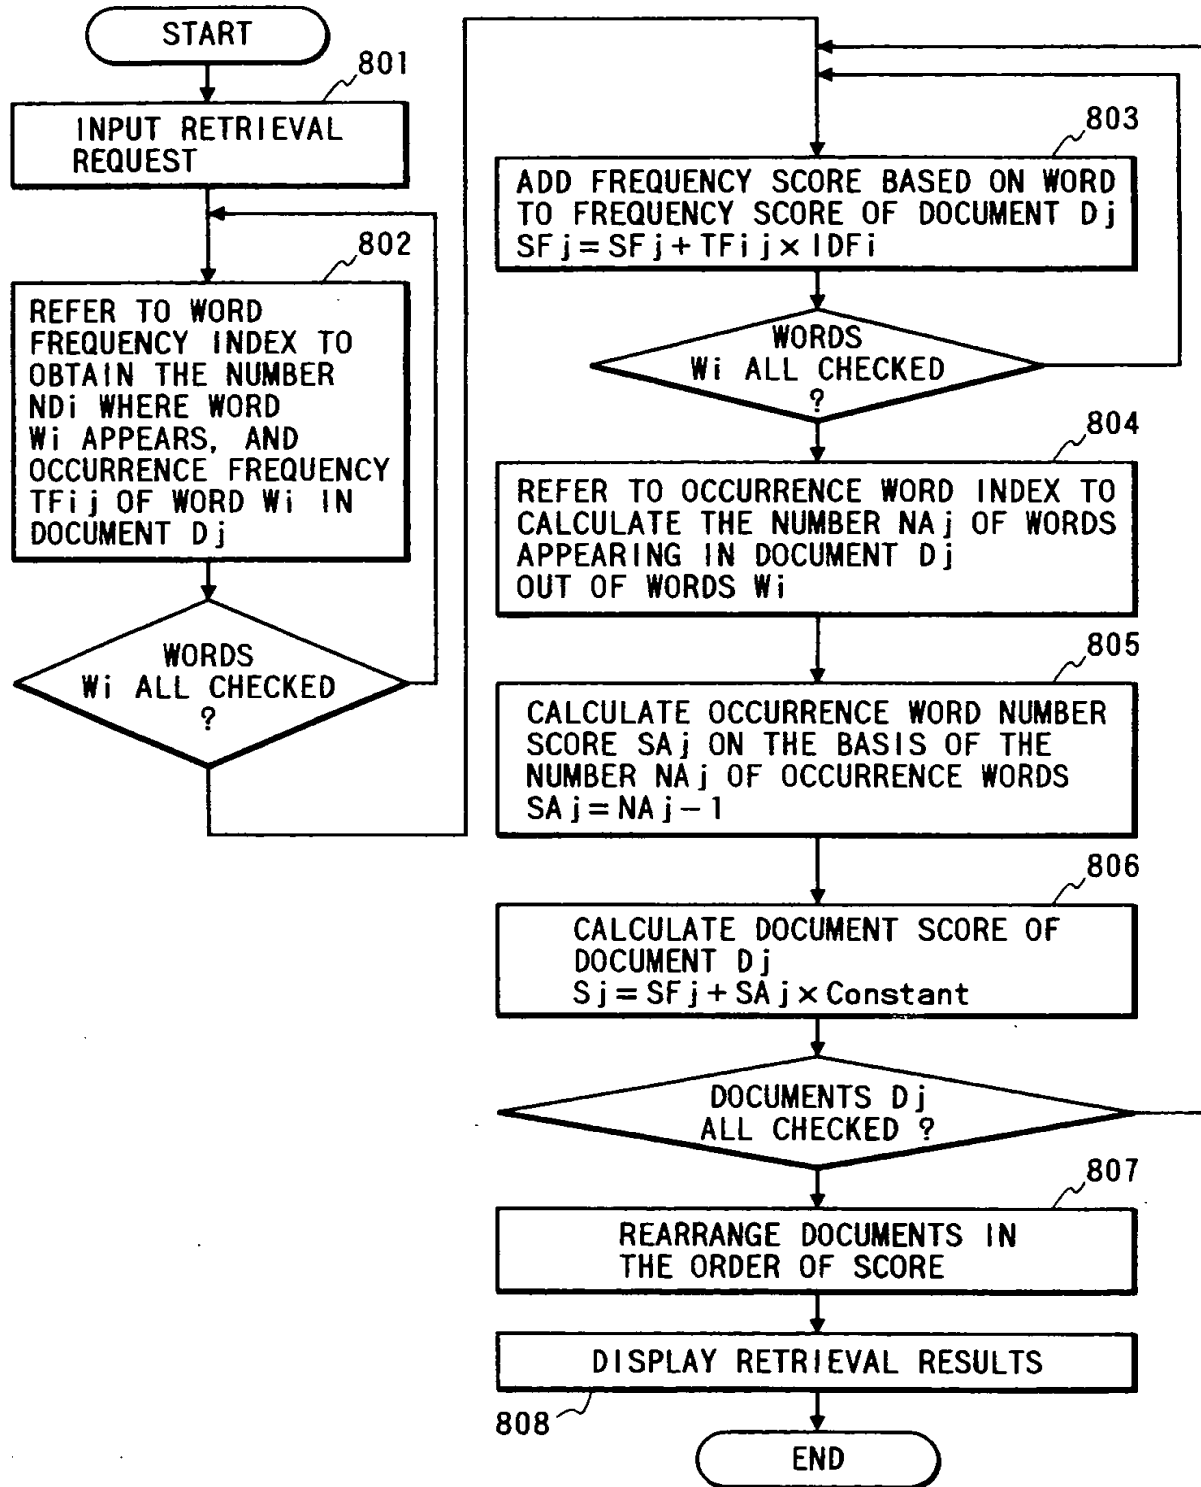 START
801
INPUT RETRIEVAL
REQUEST
802
REFER TO WORD
FREQUENCY INDEX TO
OBTAIN THE NUMBER
NDi WHERE WORD
Wi APPEARS, AND
OCCURRENCE FREQUENCY
TFij OF WORD Wi IN
DOCUMENT Dj
WORDS
Wi ALL CHECKED
?
803
ADD FREQUENCY SCORE BASED ON WORD
TO FREQUENCY SCORE OF DOCUMENT Dj
SFj=SFj+TFij×IDFi
WORDS
Wi ALL CHECKED
?
804
REFER TO OCCURRENCE WORD INDEX TO
CALCULATE THE NUMBER NAj OF WORDS
APPEARING IN DOCUMENT Dj
OUT OF WORDS Wi
805
CALCULATE OCCURRENCE WORD NUMBER
SCORE SAj ON THE BASIS OF THE
NUMBER NAj OF OCCURRENCE WORDS
SAj=NAj-1
806
CALCULATE DOCUMENT SCORE OF
DOCUMENT Dj
Sj=SFj+SAj×Constant
DOCUMENTS Dj
ALL CHECKED ?
807
REARRANGE DOCUMENTS IN
THE ORDER OF SCORE
DISPLAY RETRIEVAL RESULTS
808
END